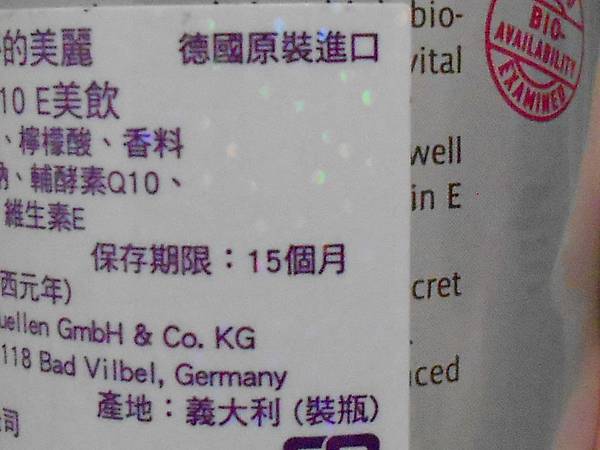 的美麗 德國原裝進口
10 E美飲
、檸檬酸、香料
、輔酵素Q10、
維生素E
保存期限：15個月
西元年)
uellen GmbH & Co. KG
118 Bad Vilbel, Germany
產地：義大利 (裝瓶)
司
bio-
vital
well
in E
cret
ced
BIO-
AVAILABILITY
EXAMINED